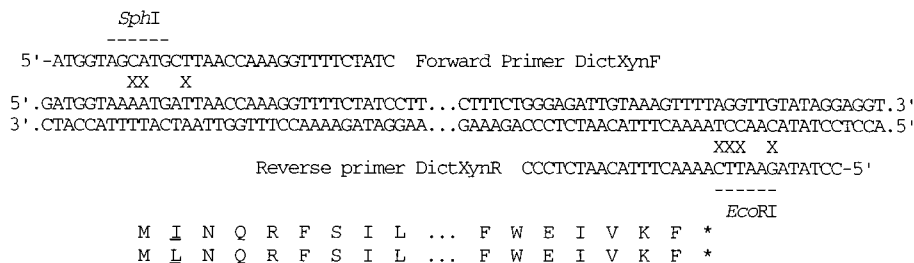 SphI
------
5'-ATGGTAGCATGCTTAACCAAAGGTTTTCTATC Forward Primer DictXynF
XX X
5'.GATGGTAAAATGATTAACCAAAGGTTTTCTATCCTT...CTTTCTGGGAGATTGTAAAGTTTTAGGTTGTATAGGAGGT.3'
3'.CTACCATTTTACTAATTGGTTTCCAAAAGATAGGAA...GAAAGACCCTCTAACATTTCAAAATCCAACATATCCTCCA.5'
XXX X
Reverse primer DictXynR CCCTCTAACATTTCAAAACTTAAGATATCC-5'
------
EcoRI
M I N Q R F S I L ... F W E I V K F *
M L N Q R F S I L ... F W E I V K F *